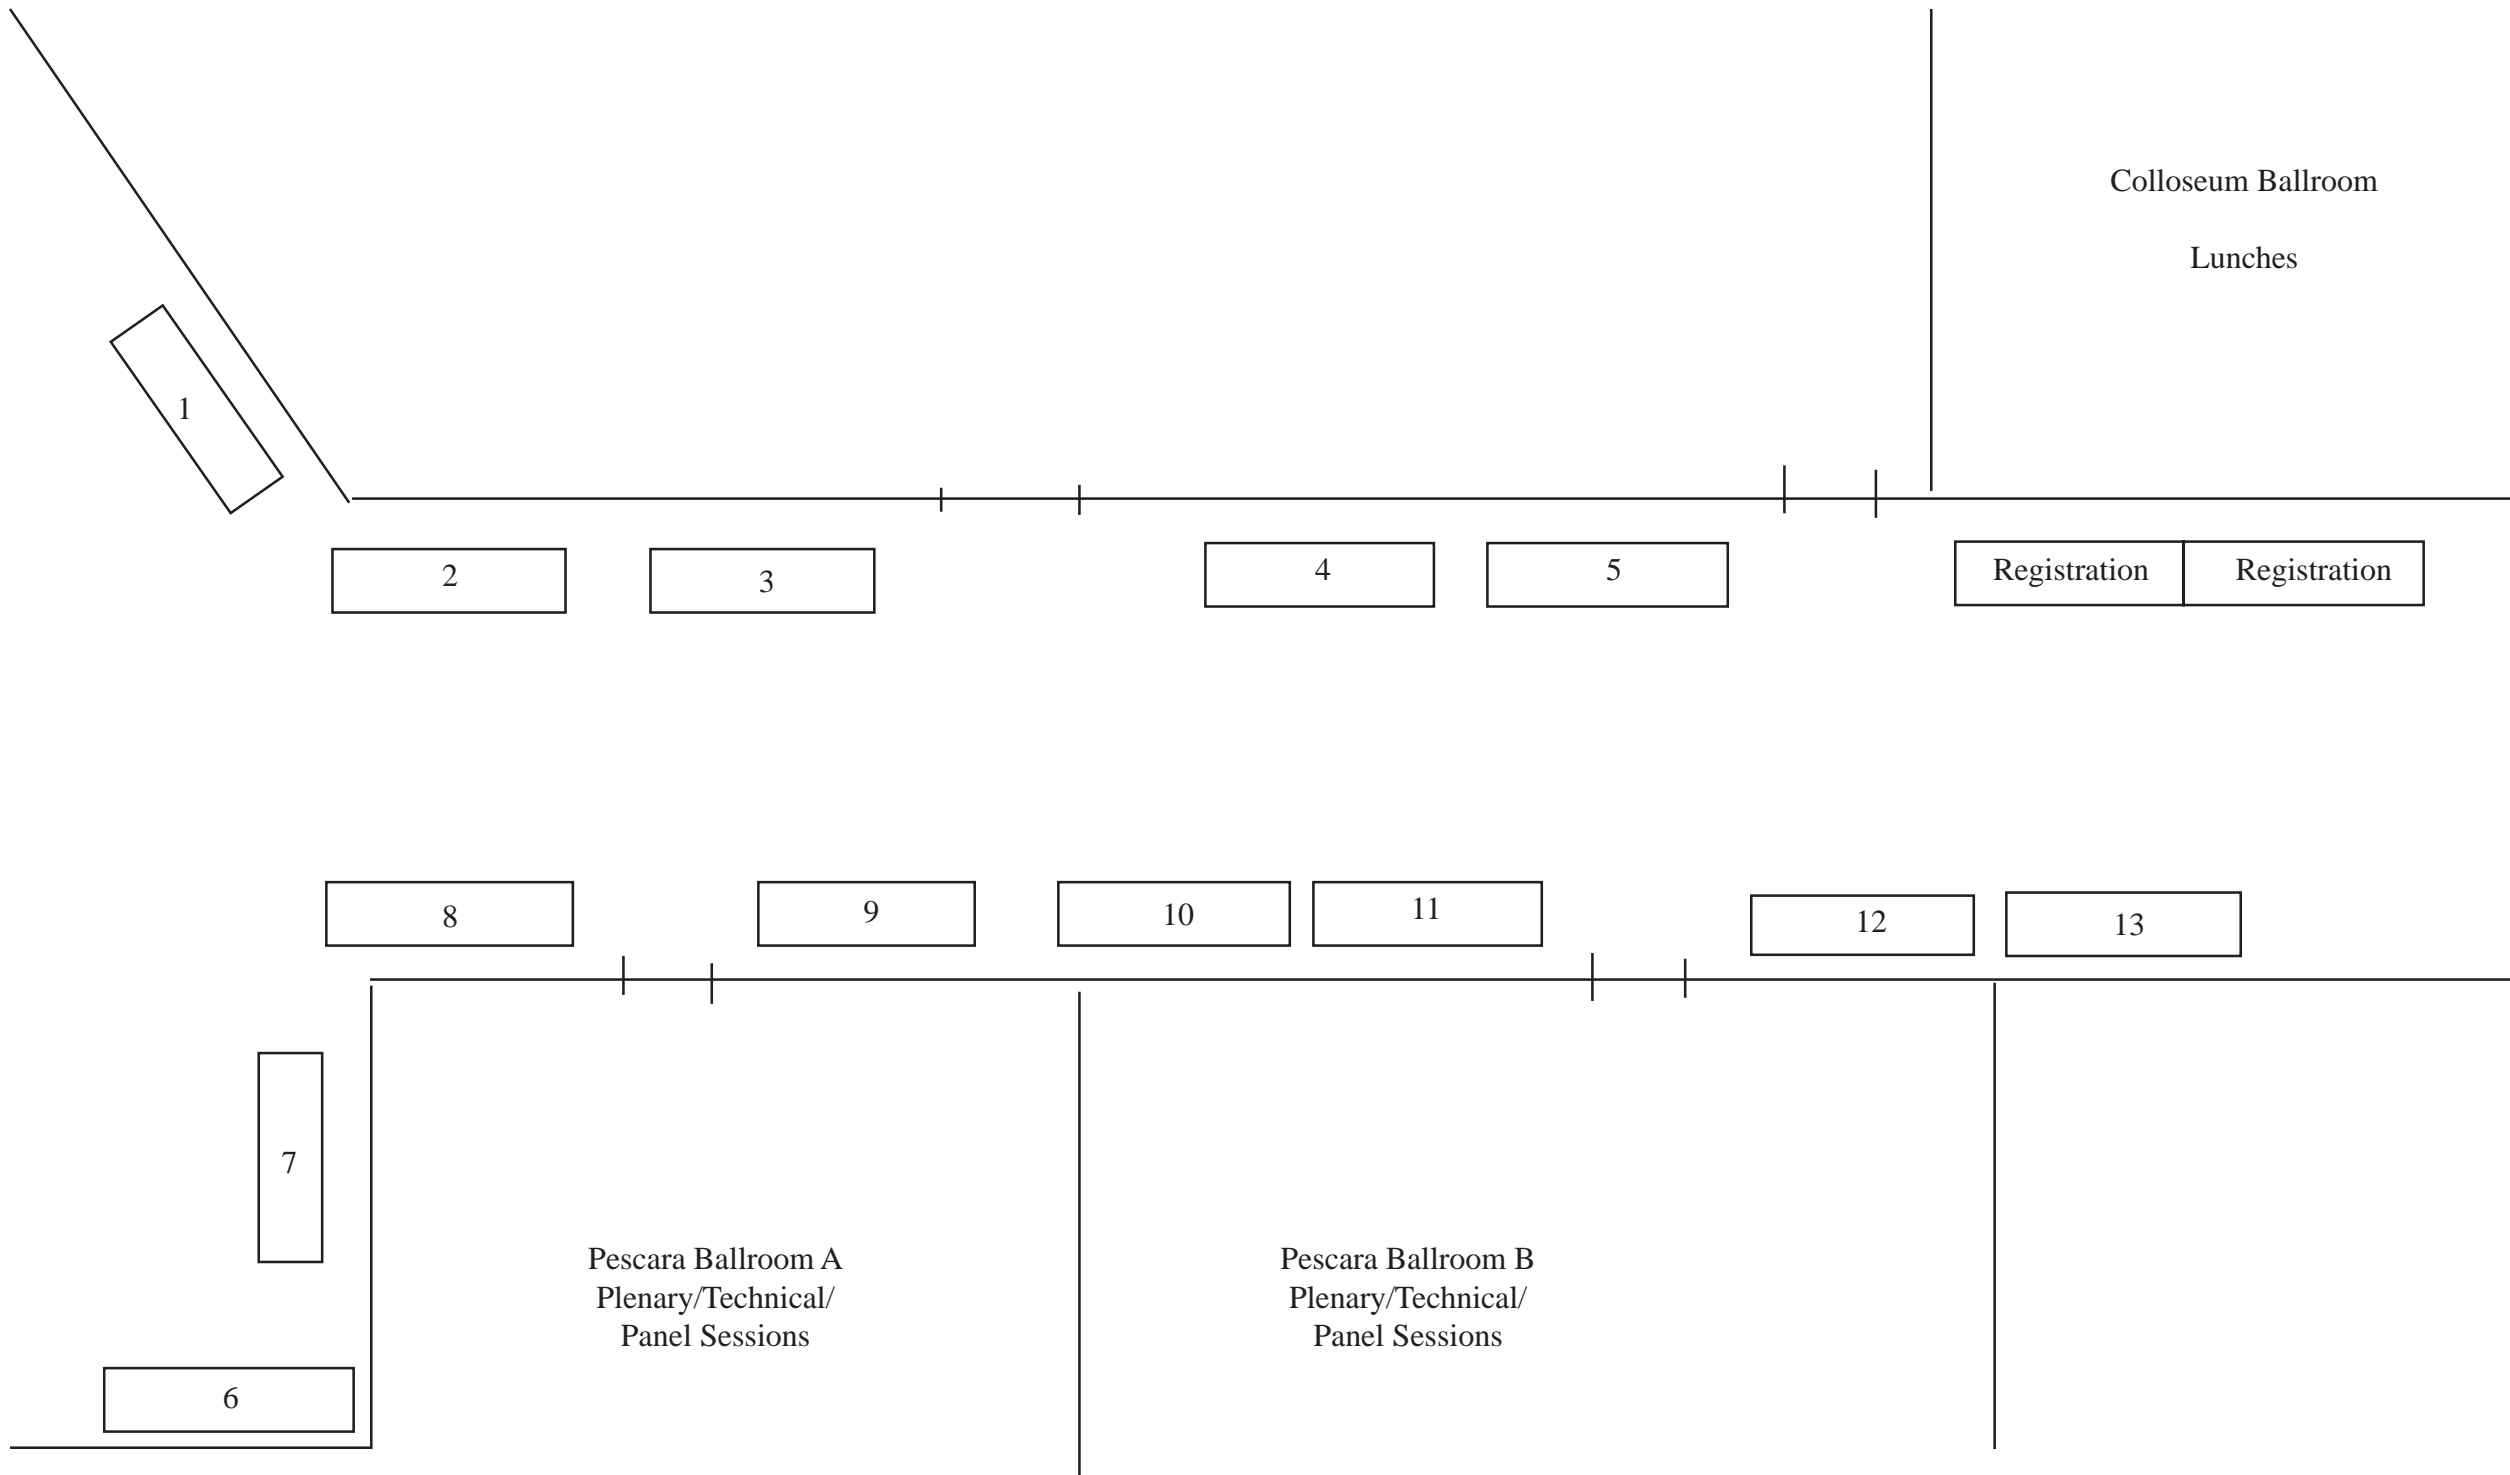 Colloseum Ballroom
Lunches
1
2
3
4
5
Registration
Registration
8
9
10
11
12
13
7
Pescara Ballroom A
Plenary/Technical/
Panel Sessions
Pescara Ballroom B
Plenary/Technical/
Panel Sessions
6